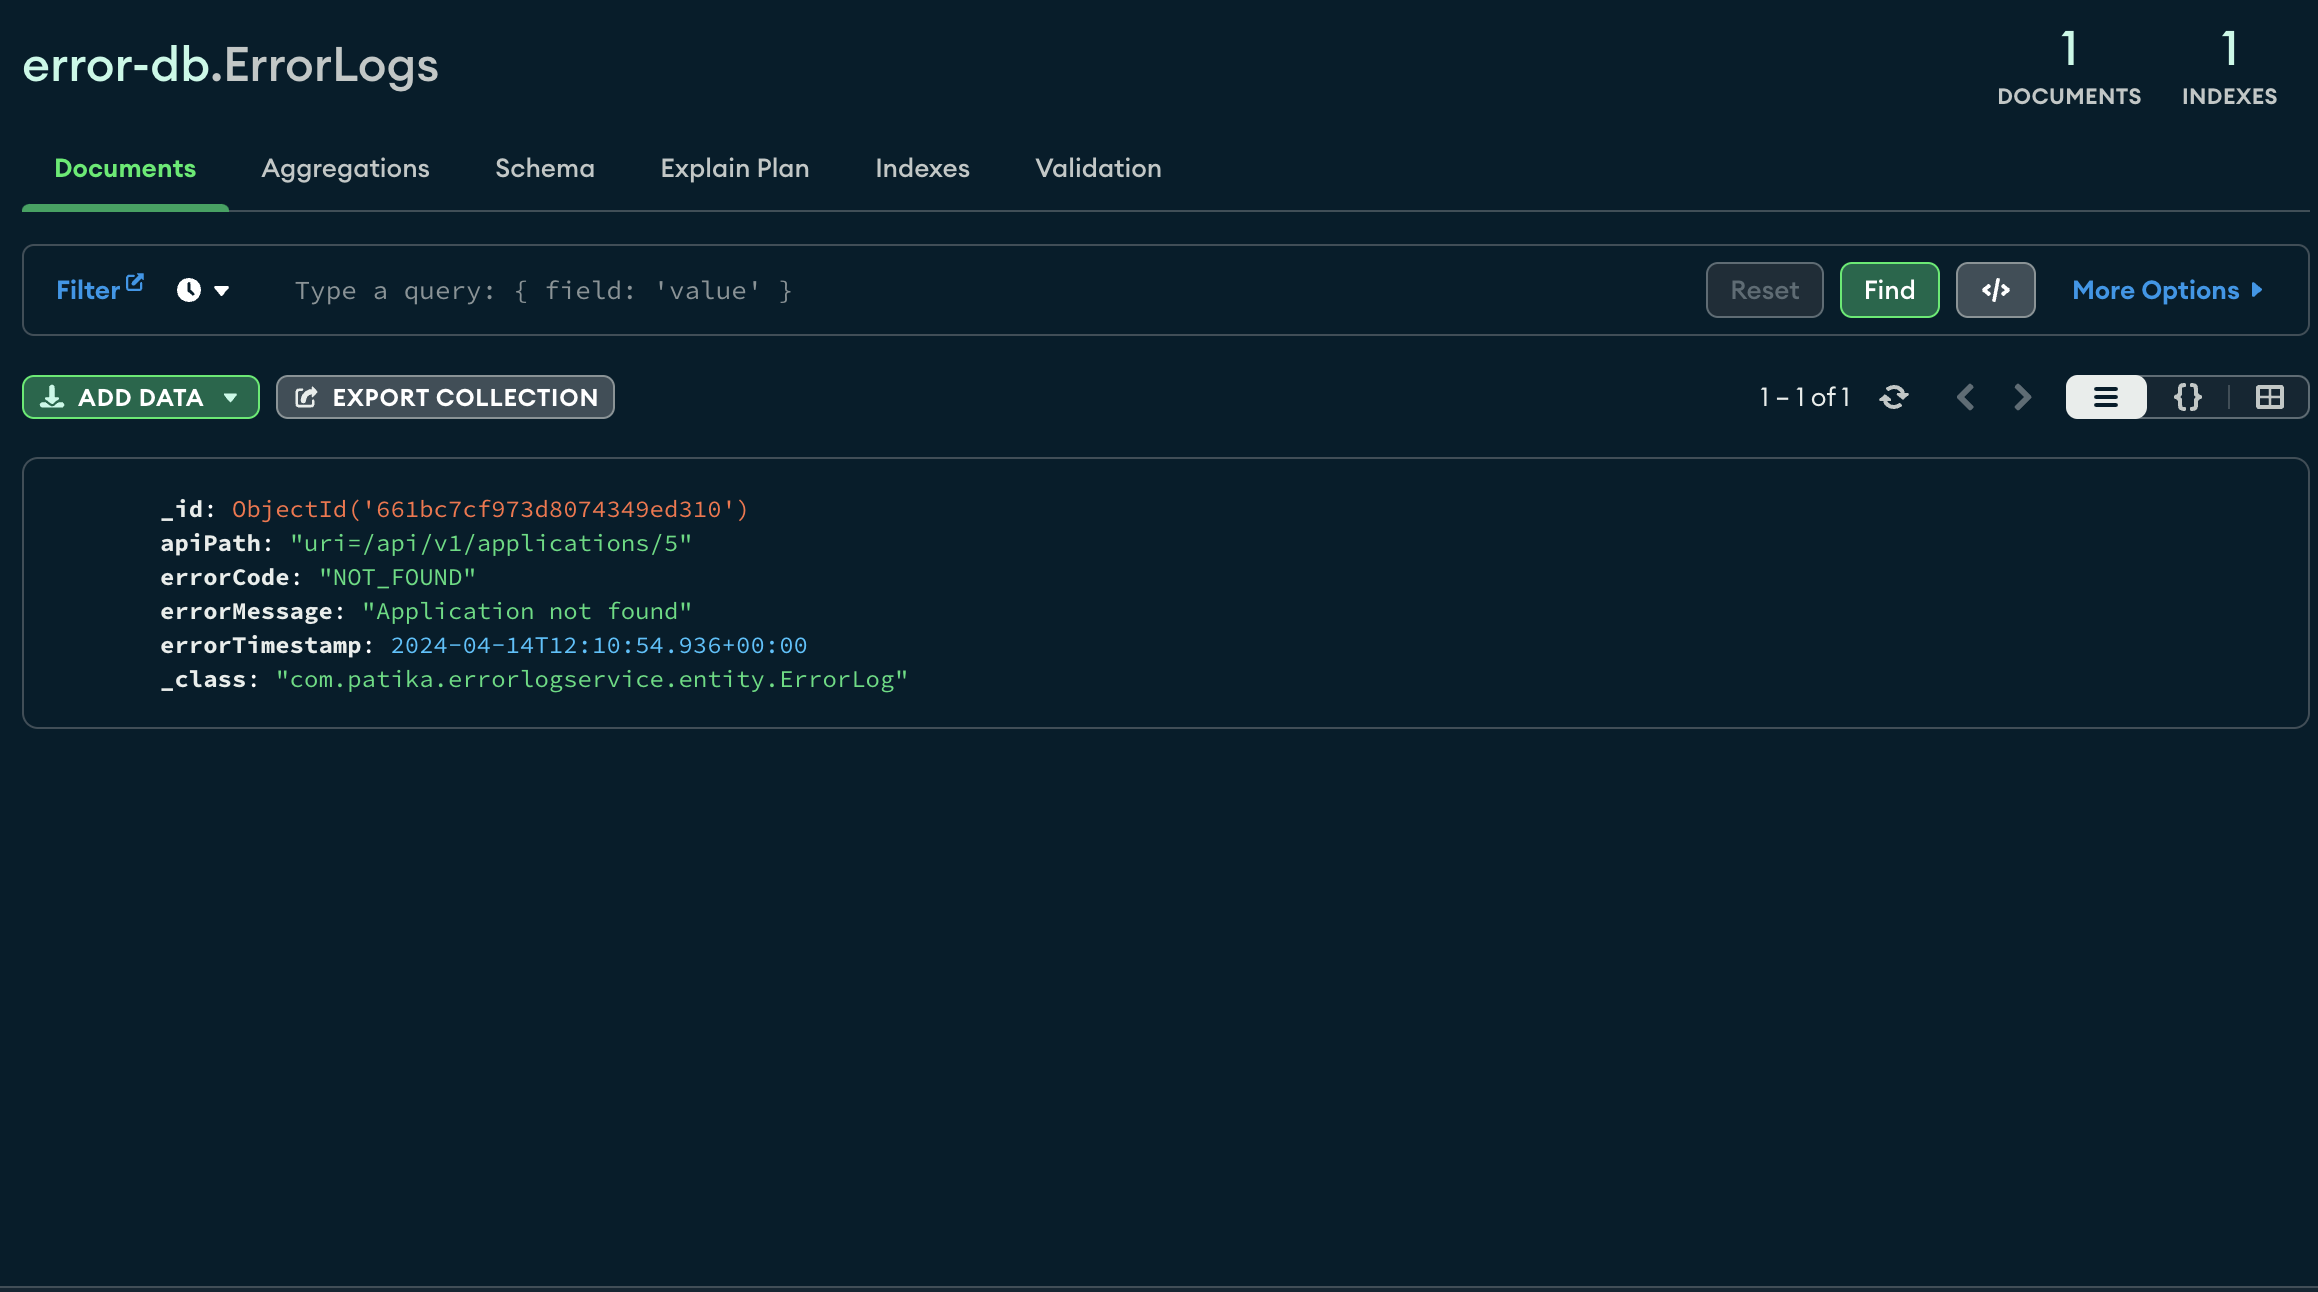 error-db.ErrorLogs
1 DOCUMENTS
1 INDEXES
Documents Aggregations Schema Explain Plan Indexes Validation
Filter Type a query: { field: 'value' } Reset Find </> More Options
ADD DATA EXPORT COLLECTION 1 – 1 of 1 {}
_id: ObjectId('661bc7cf973d8074349ed310')
apiPath: "uri=/api/v1/applications/5"
errorCode: "NOT_FOUND"
errorMessage: "Application not found"
errorTimestamp: 2024-04-14T12:10:54.936+00:00
_class: "com.patika.errorlogservice.entity.ErrorLog"